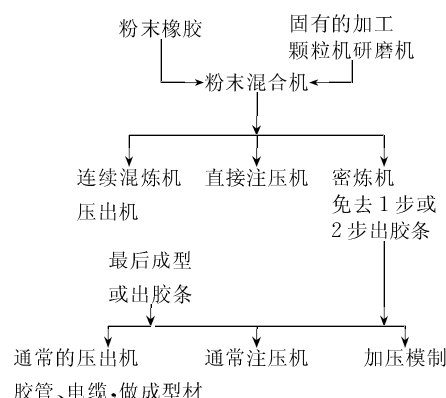 粉末橡胶
固有的加工
颗粒机研磨机
粉末混合机
连续混炼机
压出机
直接注压机
密炼机
免去1步或
2步出胶条
最后成型
或出胶条
通常的压出机
胶管、电缆,做成型材
通常注压机
加压模制